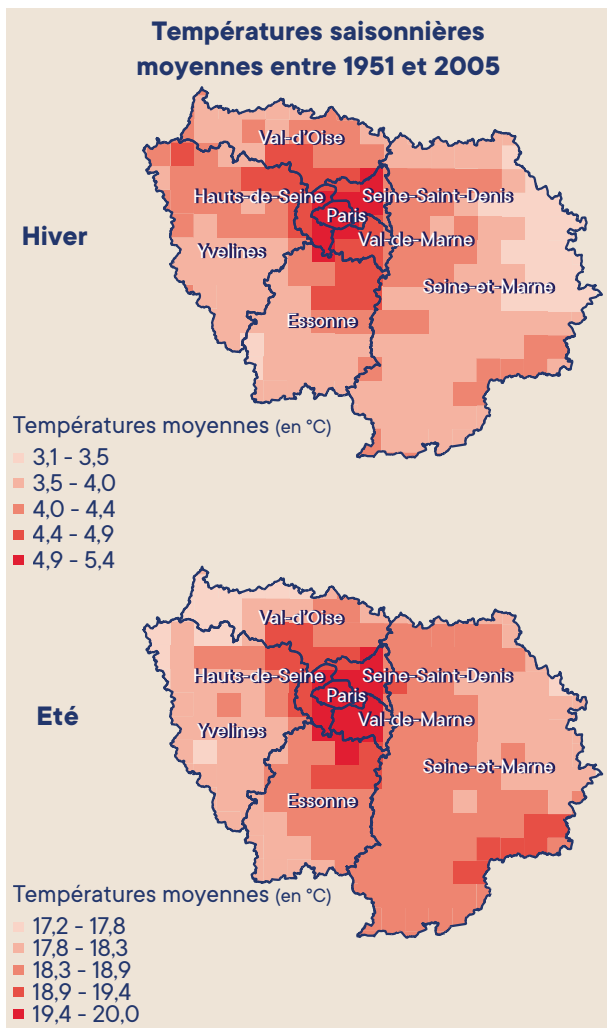 Températures saisonnières
moyennes entre 1951 et 2005
Val-d'Oise
Hauts-de-Seine
Seine-Saint-Denis
Paris
Hiver
Val-de-Marne
Yvelines
Seine-et-Marne
Essonne
Températures moyennes (en °C)
3,1 - 3,5
3,5 - 4,0
4,0 - 4,4
4,4 - 4,9
4,9 - 5,4
Val-d'Oise
Hauts-de-Seine
Seine-Saint-Denis
Paris
Eté
Val-de-Marne
Yvelines
Seine-et-Marne
Essonne
Températures moyennes (en °C)
17,2 - 17,8
17,8 - 18,3
18,3 - 18,9
18,9 - 19,4
19,4 - 20,0